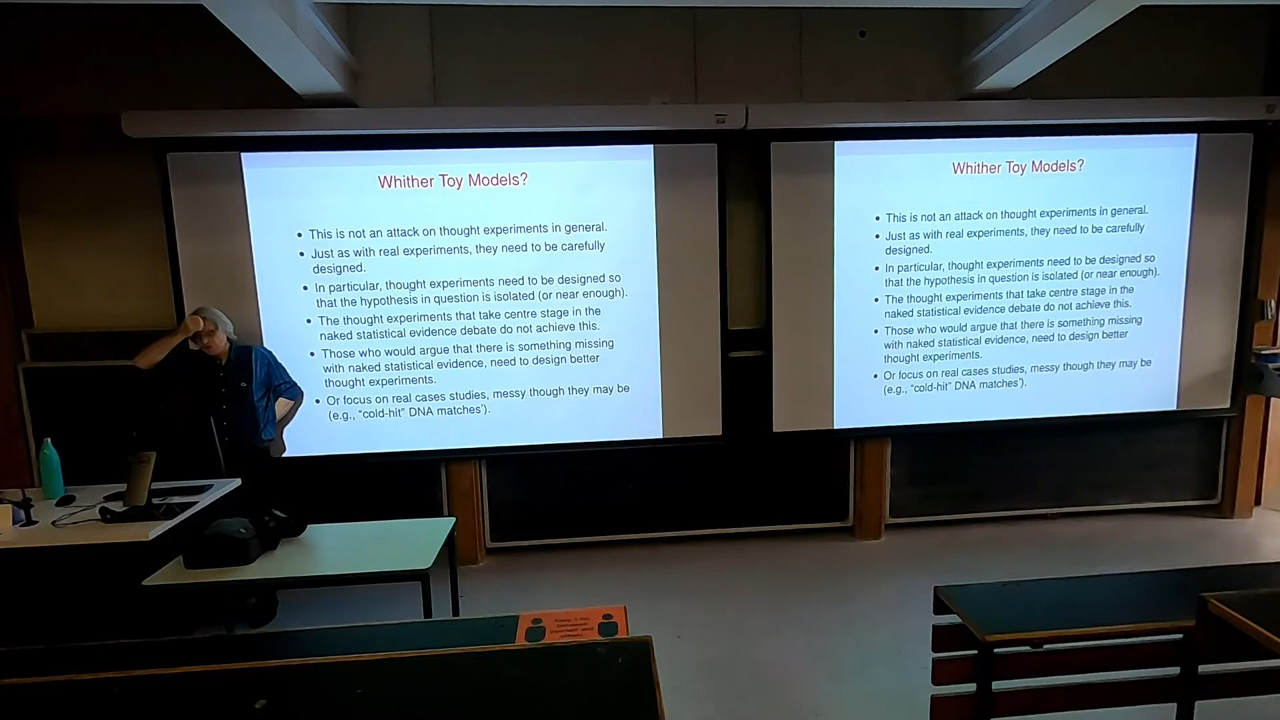 Whither Toy Models?
• This is not an attack on thought experiments in general.
• Just as with real experiments, they need to be carefully
designed.
• In particular, thought experiments need to be designed so
that the hypothesis in question is isolated (or near enough).
• The thought experiments that take centre stage in the
naked statistical evidence debate do not achieve this.
• Those who would argue that there is something missing
with naked statistical evidence, need to design better
thought experiments.
• Or focus on real cases studies, messy though they may be
(e.g., “cold-hit” DNA matches’).
Whither Toy Models?
• This is not an attack on thought experiments in general.
• Just as with real experiments, they need to be carefully
designed.
• In particular, thought experiments need to be designed so
that the hypothesis in question is isolated (or near enough).
• The thought experiments that take centre stage in the
naked statistical evidence debate do not achieve this.
• Those who would argue that there is something missing
with naked statistical evidence, need to design better
thought experiments.
• Or focus on real cases studies, messy though they may be
(e.g., “cold-hit” DNA matches’).